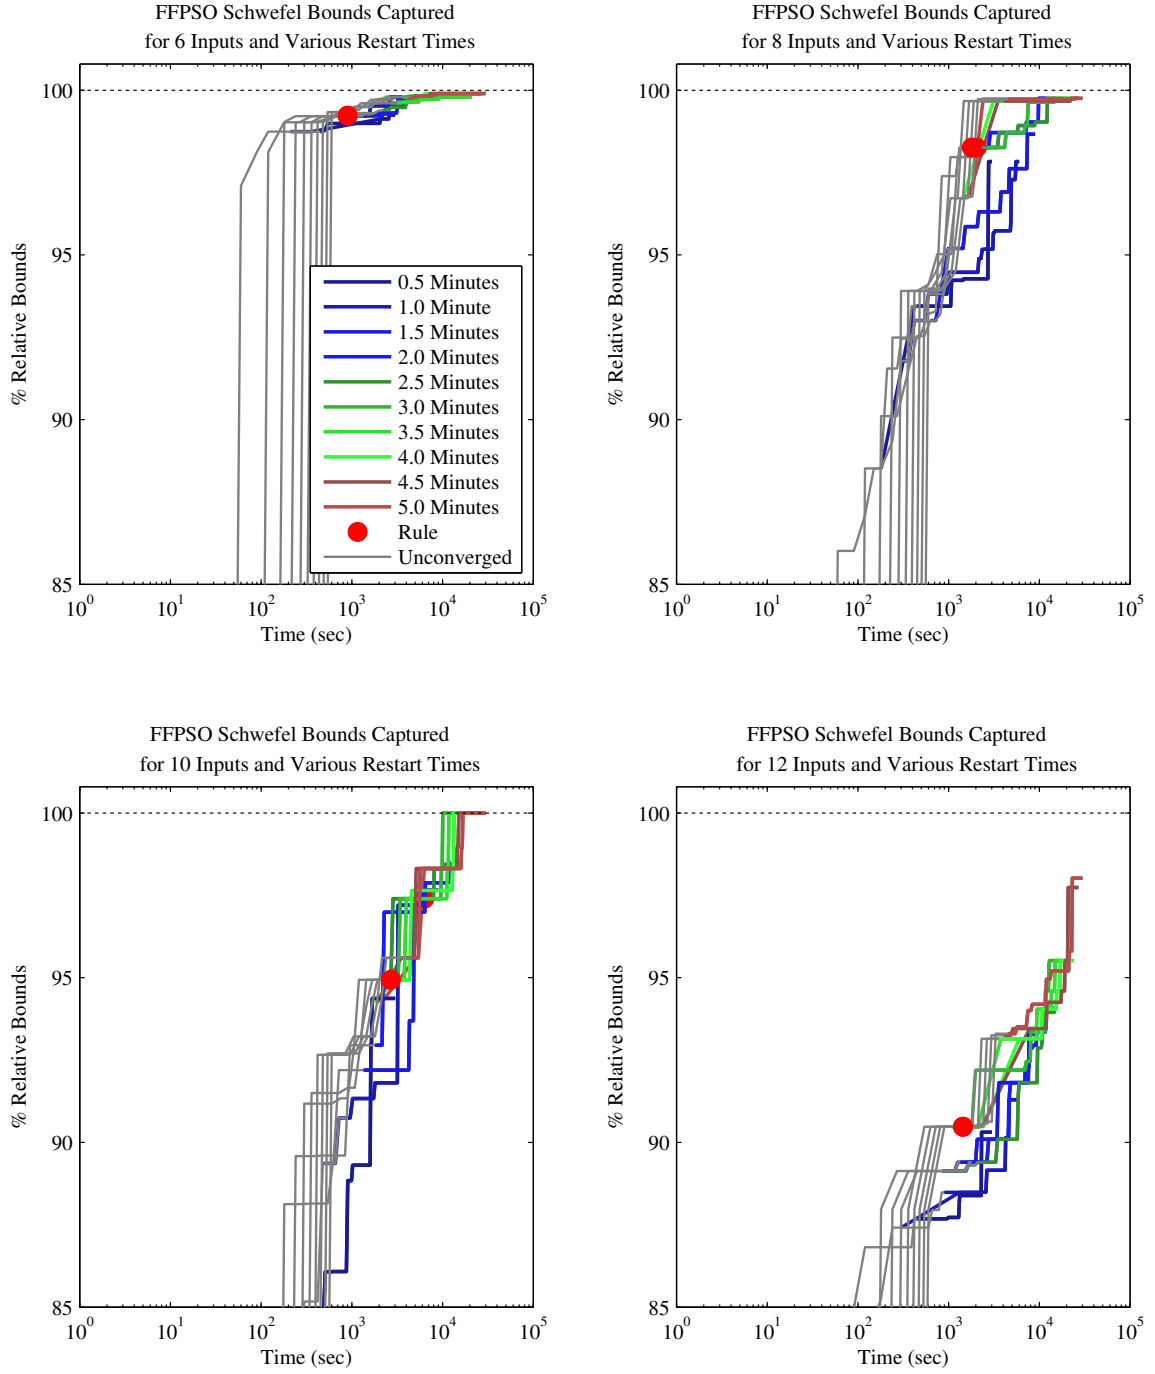 FFPSO Schwefel Bounds Captured
for 6 Inputs and Various Restart Times
100
95
90
85
% Relative Bounds
0.5 Minutes
1.0 Minute
1.5 Minutes
2.0 Minutes
2.5 Minutes
3.0 Minutes
3.5 Minutes
4.0 Minutes
4.5 Minutes
5.0 Minutes
Rule
Unconverged
10^0 10^1 10^2 10^3 10^4 10^5
Time (sec)
FFPSO Schwefel Bounds Captured
for 8 Inputs and Various Restart Times
100
95
90
85
% Relative Bounds
10^0 10^1 10^2 10^3 10^4 10^5
Time (sec)
FFPSO Schwefel Bounds Captured
for 10 Inputs and Various Restart Times
100
95
90
85
% Relative Bounds
10^0 10^1 10^2 10^3 10^4 10^5
Time (sec)
FFPSO Schwefel Bounds Captured
for 12 Inputs and Various Restart Times
100
95
90
85
% Relative Bounds
10^0 10^1 10^2 10^3 10^4 10^5
Time (sec)